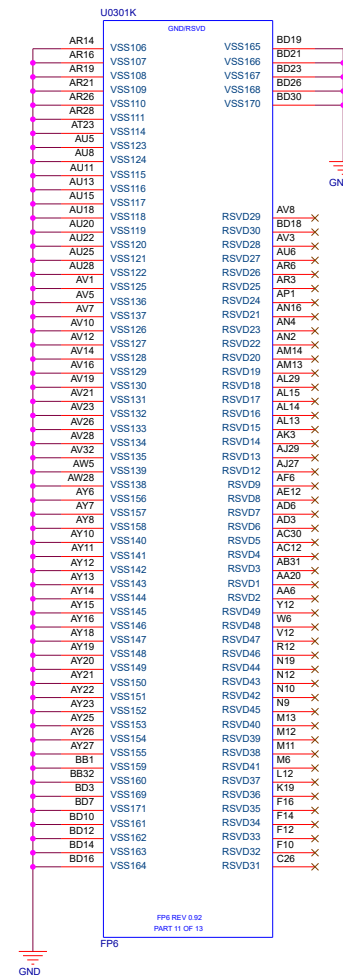 U0301K
GND/RSVD
AR14 VSS106 VSS165 BD19
AR16 VSS107 VSS166 BD21
AR19 VSS108 VSS167 BD23
AR21 VSS109 VSS168 BD26
AR26 VSS110 VSS170 BD30
AR28 VSS111
AT23 VSS114
AU5 VSS123
AU8 VSS124
AU11 VSS115
GN
AU13 VSS116
AU15 VSS117
AU18 VSS118 RSVD29 AV8
AU20 VSS119 RSVD30 BD18
AU22 VSS120 RSVD28 AV3
AU25 VSS121 RSVD27 AU6
AU28 VSS122 RSVD26 AR6
AV1 VSS125 RSVD25 AR3
AV5 VSS136 RSVD24 AP1
AV7 VSS137 RSVD21 AN16
AV10 VSS126 RSVD23 AN4
AV12 VSS127 RSVD22 AN2
AV14 VSS128 RSVD20 AM14
AV16 VSS129 RSVD19 AM13
AV19 VSS130 RSVD18 AL29
AV21 VSS131 RSVD17 AL15
AV23 VSS132 RSVD16 AL14
AV26 VSS133 RSVD15 AL13
AV28 VSS134 RSVD14 AK3
AV32 VSS135 RSVD13 AJ29
AW5 VSS139 RSVD12 AJ27
AW28 VSS138 RSVD9 AF6
AY6 VSS156 RSVD8 AE12
AY7 VSS157 RSVD7 AD6
AY8 VSS158 RSVD6 AD3
AY10 VSS140 RSVD5 AC30
AY11 VSS141 RSVD4 AC12
AY12 VSS142 RSVD3 AB31
AY13 VSS143 RSVD1 AA20
AY14 VSS144 RSVD2 AA6
AY15 VSS145 RSVD49 Y12
AY16 VSS146 RSVD48 W6
AY18 VSS147 RSVD47 V12
AY19 VSS148 RSVD46 R12
AY20 VSS149 RSVD44 N19
AY21 VSS150 RSVD43 N12
AY22 VSS151 RSVD42 N10
AY23 VSS152 RSVD45 N9
AY25 VSS153 RSVD40 M13
AY26 VSS154 RSVD39 M12
AY27 VSS155 RSVD38 M11
BB1 VSS159 RSVD41 M6
BB32 VSS160 RSVD37 L12
BD3 VSS169 RSVD36 K19
BD7 VSS171 RSVD35 F16
BD10 VSS161 RSVD34 F14
BD12 VSS162 RSVD33 F12
BD14 VSS163 RSVD32 F10
BD16 VSS164 RSVD31 C26
FP6 REV 0.92
PART 11 OF 13
FP6
GND